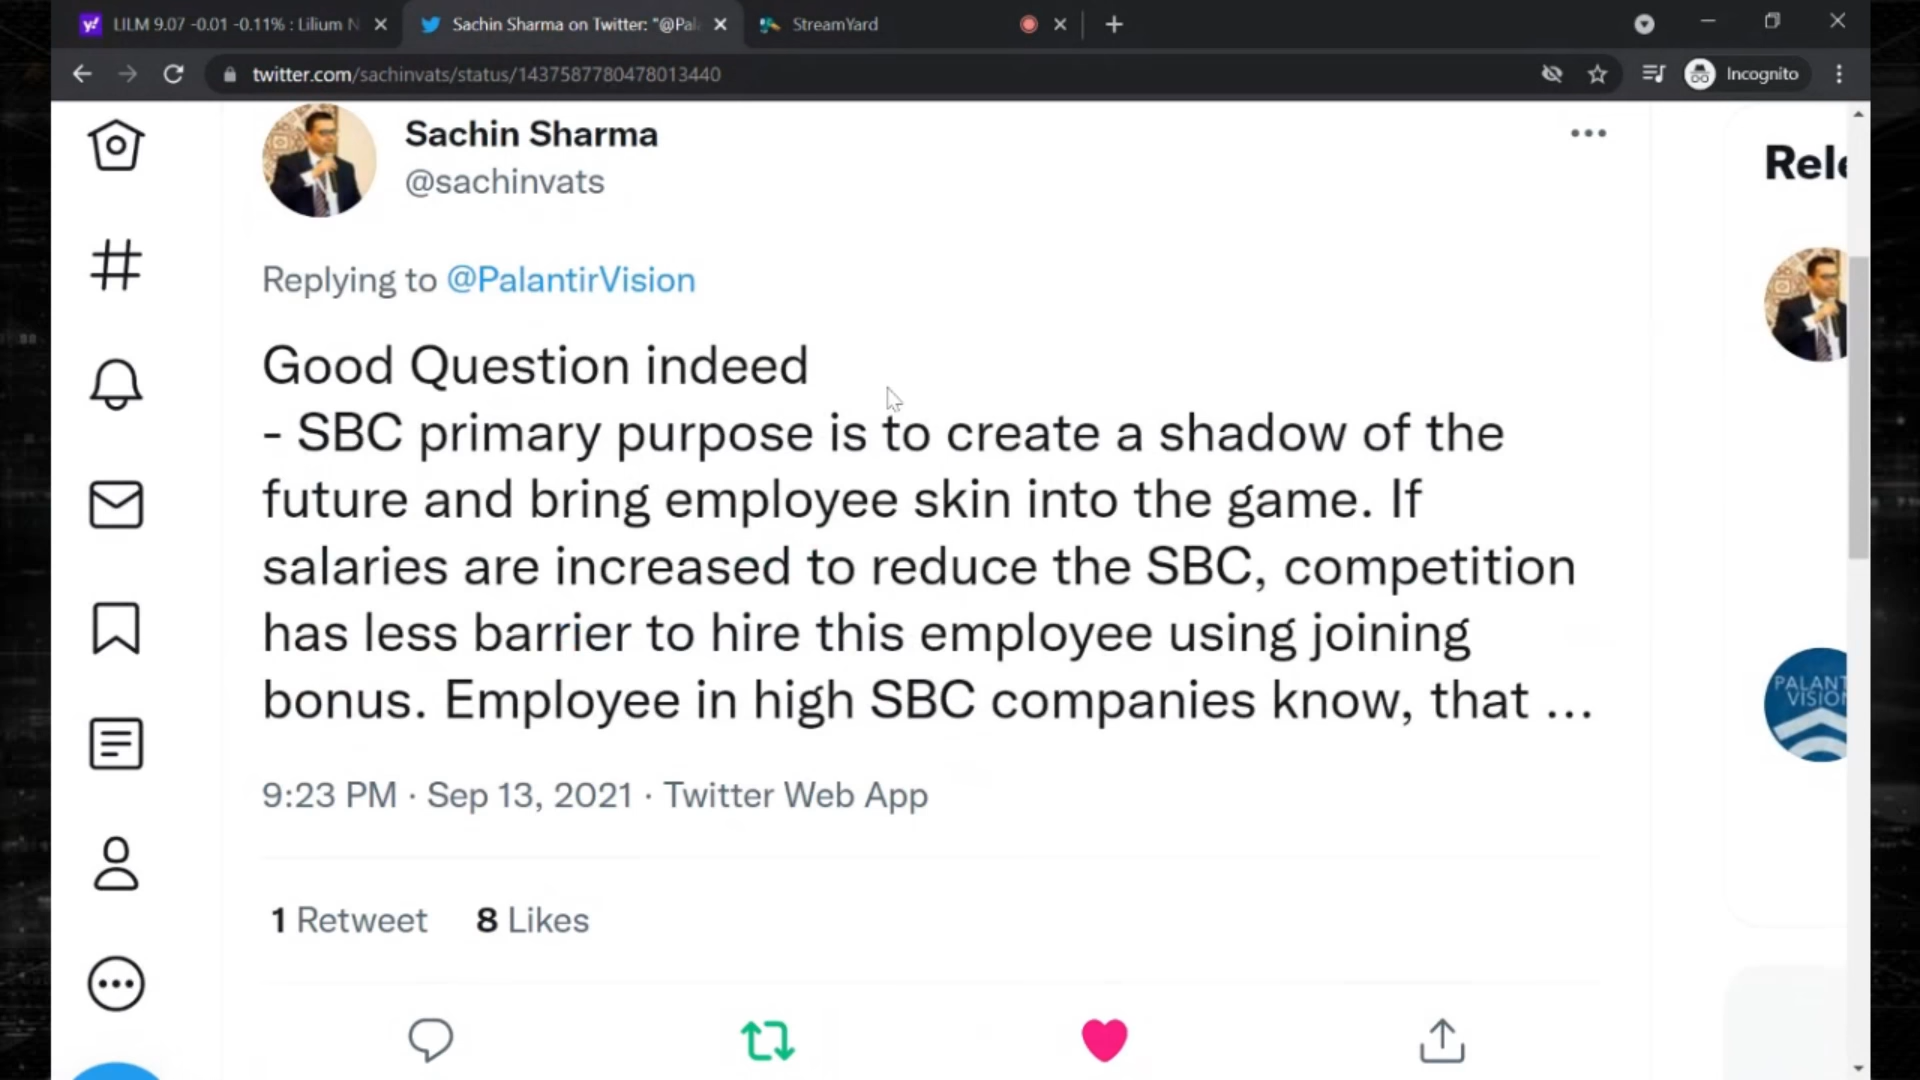 LILM 9.07 -0.01 -0.11% : Lilium N
Sachin Sharma on Twitter: "@Pal
StreamYard
twitter.com/sachinvats/status/1437587780478013440
Incognito
Sachin Sharma
@sachinvats
Rele
Replying to @PalantirVision
Good Question indeed
- SBC primary purpose is to create a shadow of the
future and bring employee skin into the game. If
salaries are increased to reduce the SBC, competition
has less barrier to hire this employee using joining
bonus. Employee in high SBC companies know, that ...
PALANT
VISION
9:23 PM · Sep 13, 2021 · Twitter Web App
1 Retweet 8 Likes